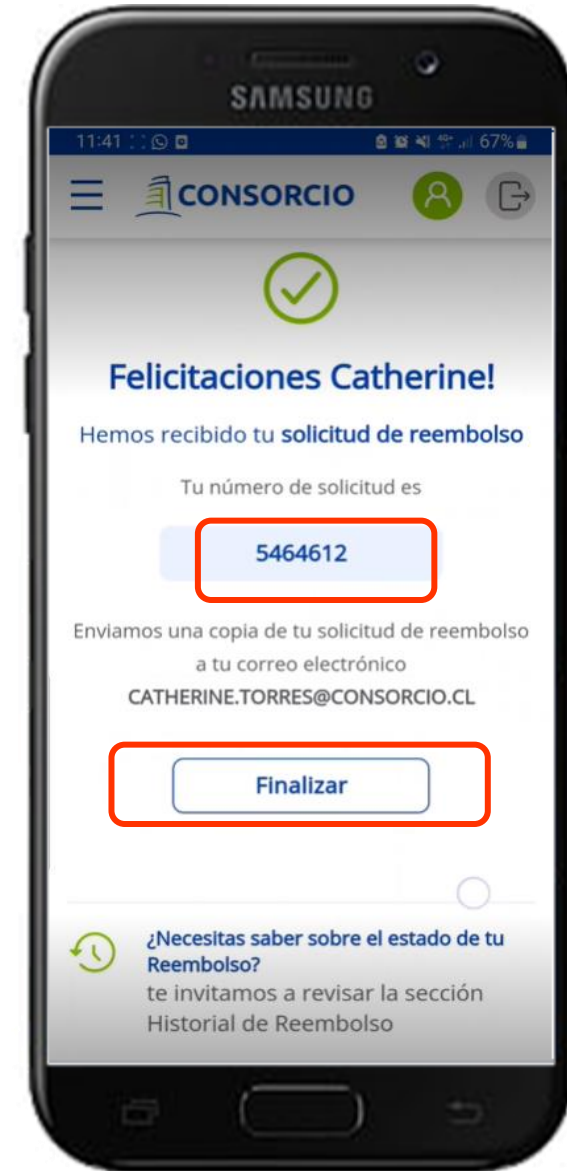 SAMSUNG
11:41 67%
CONSORCIO
Felicitaciones Catherine!
Hemos recibido tu solicitud de reembolso
Tu número de solicitud es
5464612
Enviamos una copia de tu solicitud de reembolso
a tu correo electrónico
CATHERINE.TORRES@CONSORCIO.CL
Finalizar
¿Necesitas saber sobre el estado de tu
Reembolso?
te invitamos a revisar la sección
Historial de Reembolso